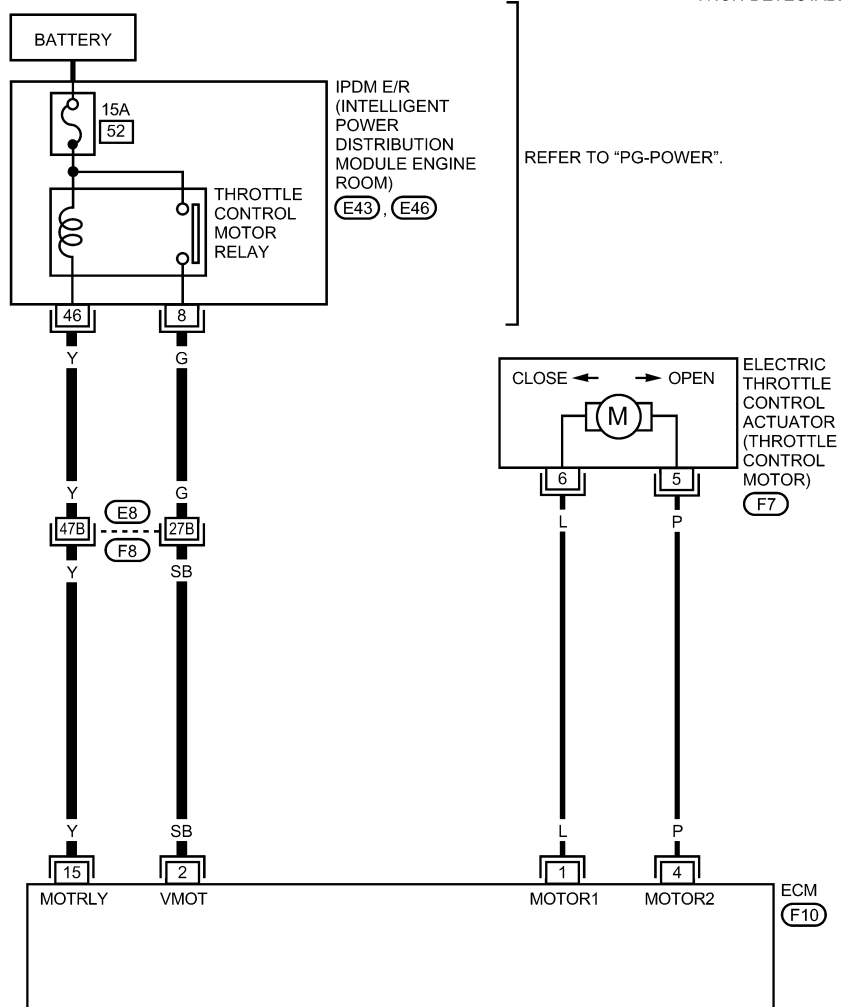 BATTERY
15A
52
THROTTLE
CONTROL
MOTOR
RELAY
IPDM E/R
(INTELLIGENT
POWER
DISTRIBUTION
MODULE ENGINE
ROOM)
E43 , E46
REFER TO “PG-POWER”.
46
8
Y
G
CLOSE
OPEN
M
ELECTRIC
THROTTLE
CONTROL
ACTUATOR
(THROTTLE
CONTROL
MOTOR)
F7
6
5
L
P
Y
G
47B
E8
F8
27B
Y
SB
Y
SB
L
P
15
2
1
4
MOTRLY
VMOT
MOTOR1
MOTOR2
ECM
F10